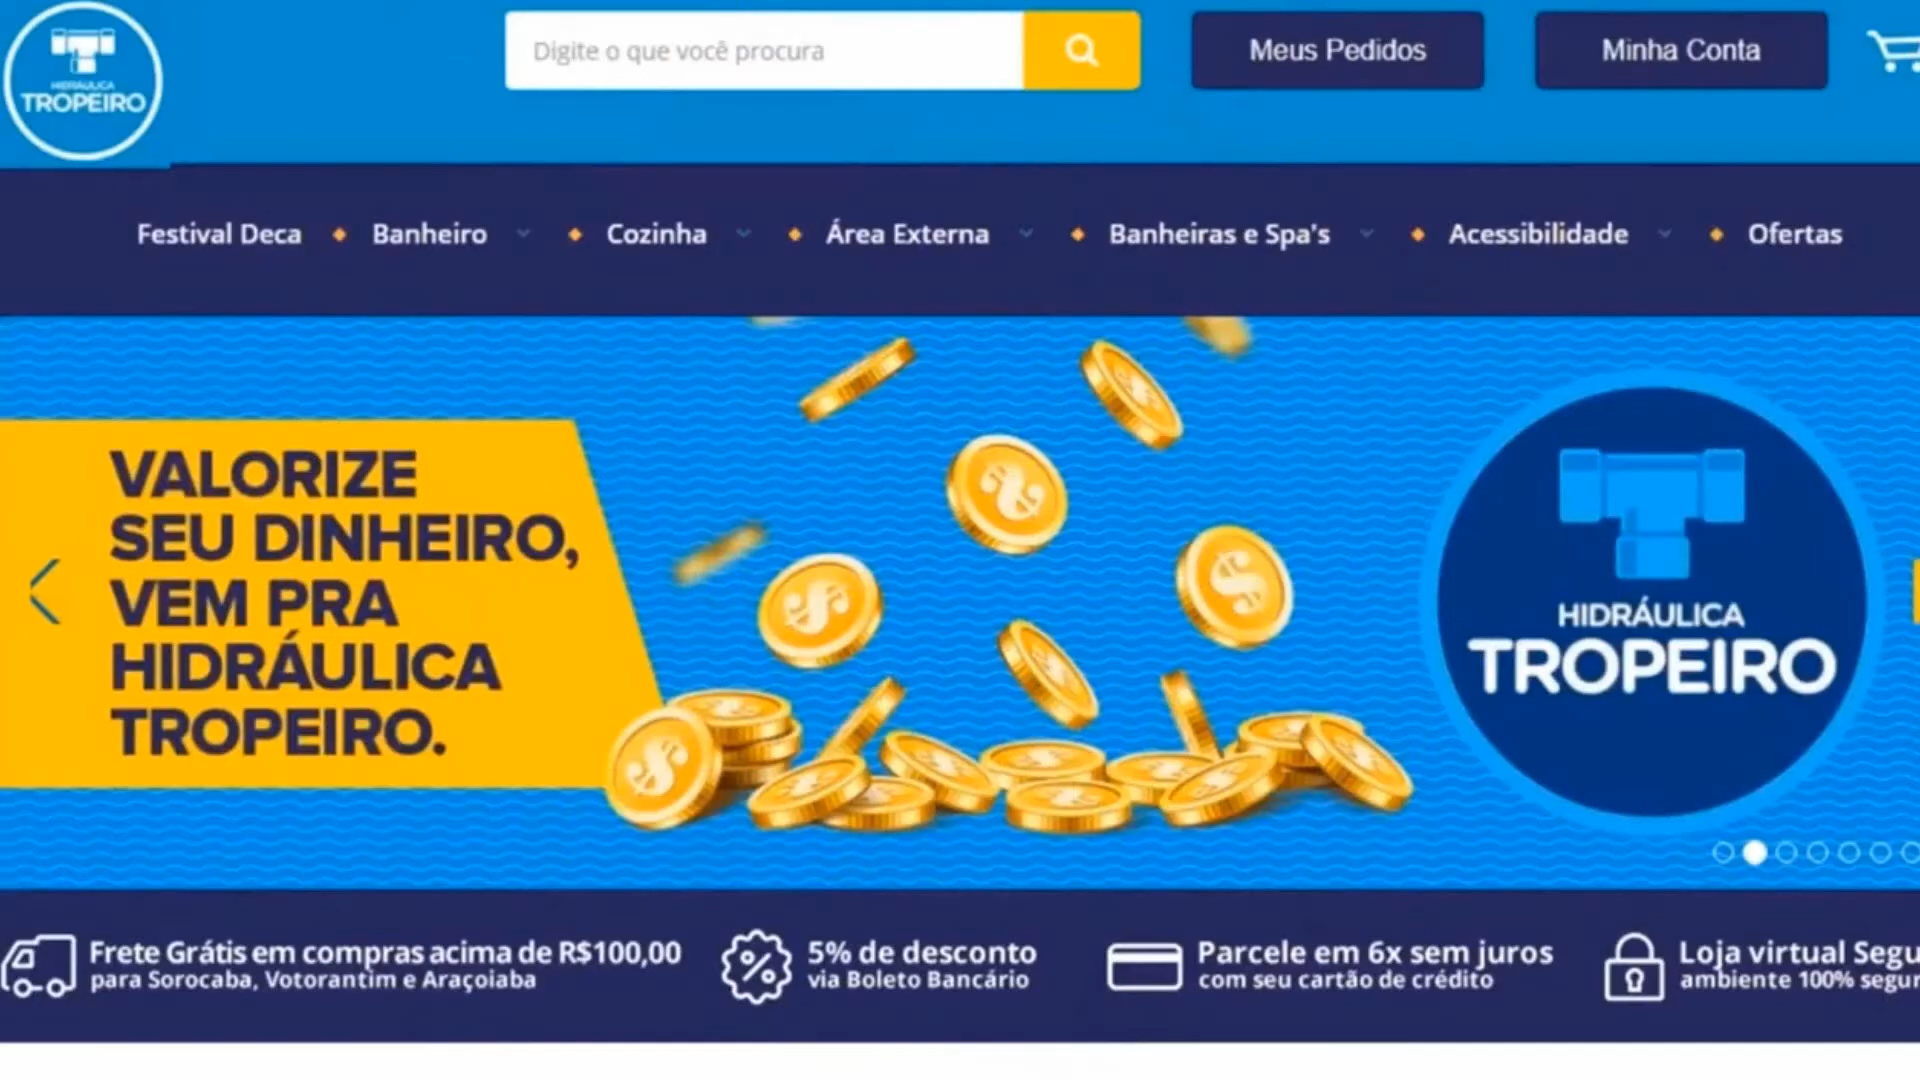 HIDRÁULICA
TROPEIRO
Digite o que você procura
Meus Pedidos
Minha Conta
Festival Deca
Banheiro
Cozinha
Área Externa
Banheiras e Spa's
Acessibilidade
Ofertas
VALORIZE
SEU DINHEIRO,
VEM PRA
HIDRÁULICA
TROPEIRO.
HIDRÁULICA
TROPEIRO
Frete Grátis em compras acima de R$100,00
para Sorocaba, Votorantim e Araçoiaba
5% de desconto
via Boleto Bancário
Parcele em 6x sem juros
com seu cartão de crédito
Loja virtual Segu
ambiente 100% segur